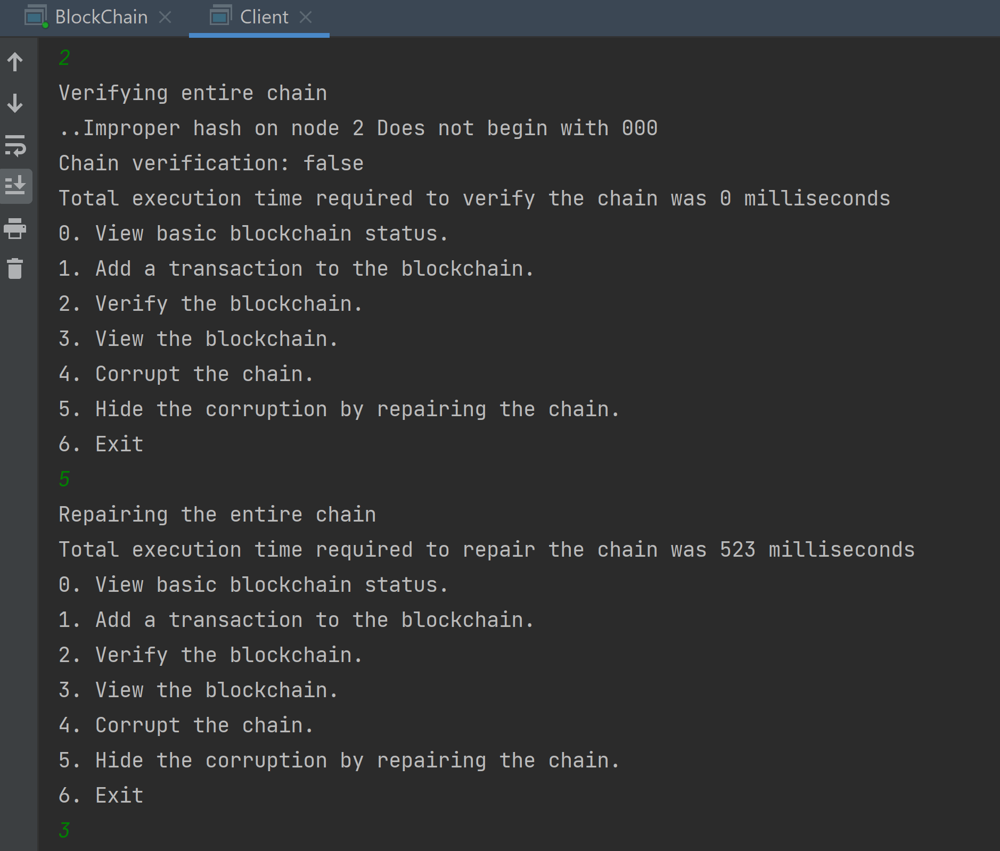 BlockChain Client
2
Verifying entire chain
..Improper hash on node 2 Does not begin with 000
Chain verification: false
Total execution time required to verify the chain was 0 milliseconds
0. View basic blockchain status.
1. Add a transaction to the blockchain.
2. Verify the blockchain.
3. View the blockchain.
4. Corrupt the chain.
5. Hide the corruption by repairing the chain.
6. Exit
5
Repairing the entire chain
Total execution time required to repair the chain was 523 milliseconds
0. View basic blockchain status.
1. Add a transaction to the blockchain.
2. Verify the blockchain.
3. View the blockchain.
4. Corrupt the chain.
5. Hide the corruption by repairing the chain.
6. Exit
3